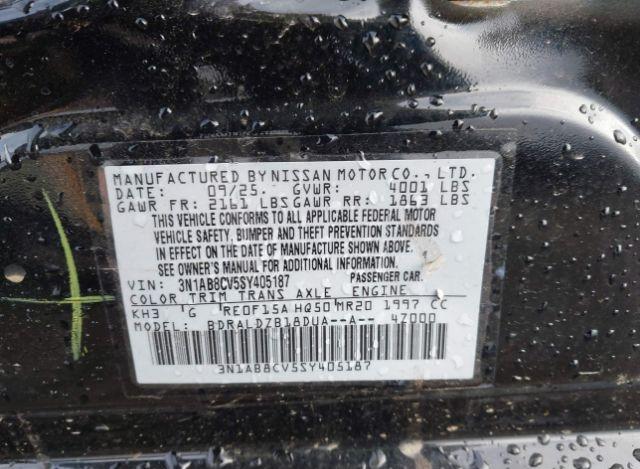 MANUFACTURED BY NISSAN MOTOR CO., LTD.
DATE: 09/25. GVWR: 4001 LBS
GAWR FR: 2161 LBS GAWR RR: 1863 LBS
THIS VEHICLE CONFORMS TO ALL APPLICABLE FEDERAL MOTOR
VEHICLE SAFETY, BUMPER AND THEFT PREVENTION STANDARDS
IN EFFECT ON THE DATE OF MANUFACTURE SHOWN ABOVE.
SEE OWNER'S MANUAL FOR ADDITIONAL INFORMATION.
VIN: 3N1AB8CV5SY405187 PASSENGER CAR.
COLOR TRIM TRANS AXLE ENGINE
KH3 G RE0F15A HQ50 MR20 1997 CC
MODEL: BDRALDZB18DUA--A-- 4Z000
3N1AB8CV5SY405187